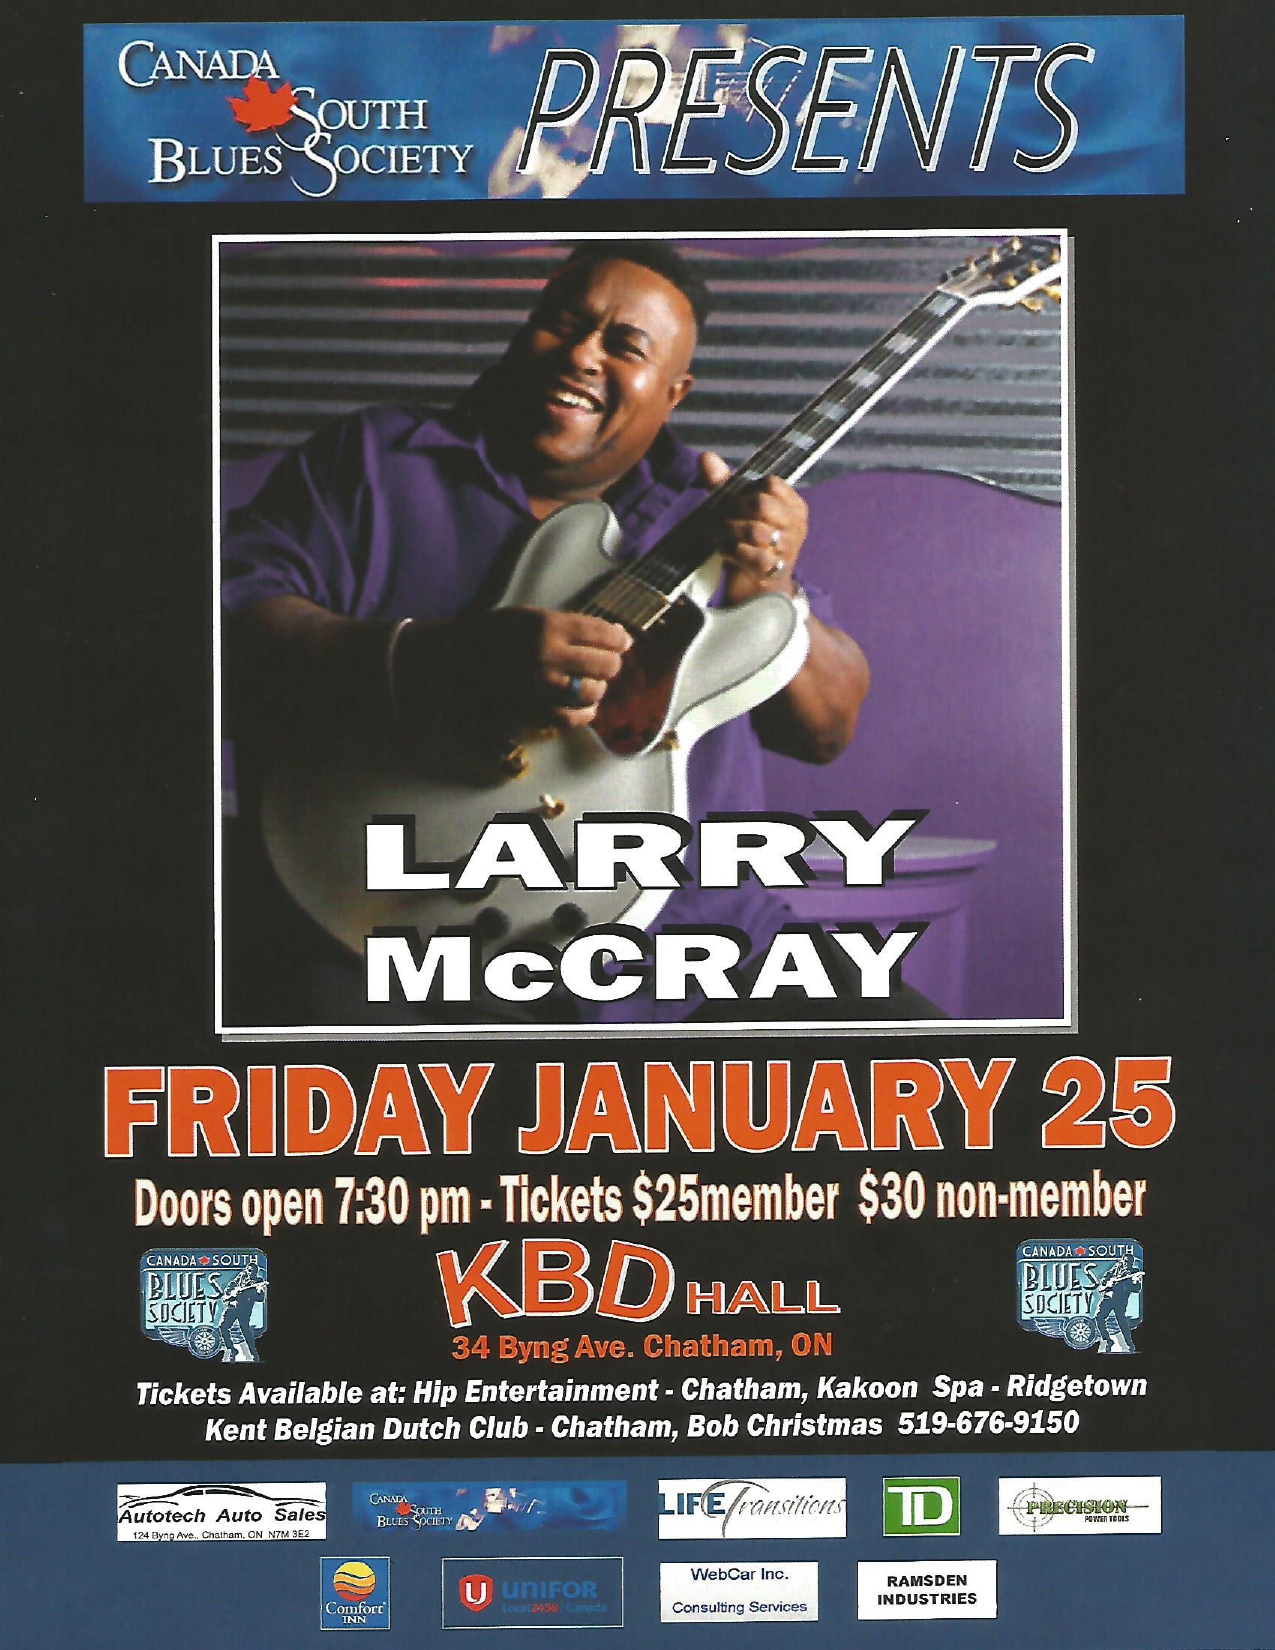 CANADA SOUTH BLUES SOCIETY PRESENTS
LARRY
McCRAY
FRIDAY JANUARY 25
Doors open 7:30 pm - Tickets $25member $30 non-member
CANADA SOUTH
BLUES
SOCIETY
KBD HALL
CANADA SOUTH
BLUES
SOCIETY
34 Byng Ave. Chatham, ON
Tickets Available at: Hip Entertainment - Chatham, Kakoon Spa - Ridgetown
Kent Belgian Dutch Club - Chatham, Bob Christmas 519-676-9150
Autotech Auto Sales
124 Byng Ave., Chatham, ON N7M 3E2
CANADA
SOUTH
BLUES SOCIETY
LIFE Transitions
TD
PRECISION
POWER TOOLS
Comfort
INN
U UNIFOR
Local2458 | Canada
WebCar Inc.
Consulting Services
RAMSDEN
INDUSTRIES